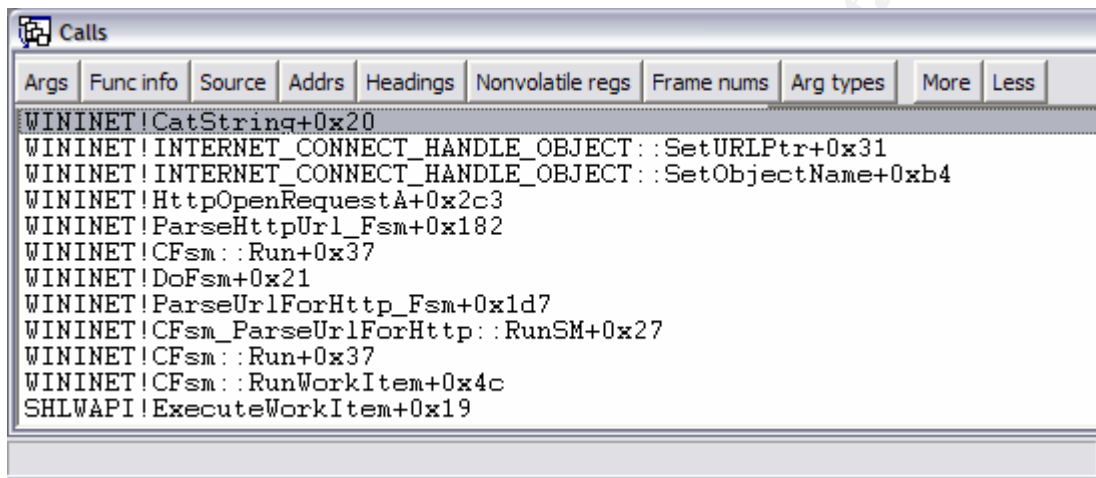 Calls
Args Func info Source Addrs Headings Nonvolatile regs Frame nums Arg types More Less
WININET!CatString+0x20
WININET!INTERNET_CONNECT_HANDLE_OBJECT::SetURLPtr+0x31
WININET!INTERNET_CONNECT_HANDLE_OBJECT::SetObjectName+0xb4
WININET!HttpOpenRequestA+0x2c3
WININET!ParseHttpUrl_Fsm+0x182
WININET!CFsm::Run+0x37
WININET!DoFsm+0x21
WININET!ParseUrlForHttp_Fsm+0x1d7
WININET!CFsm_ParseUrlForHttp::RunSM+0x27
WININET!CFsm::Run+0x37
WININET!CFsm::RunWorkItem+0x4c
SHLWAPI!ExecuteWorkItem+0x19